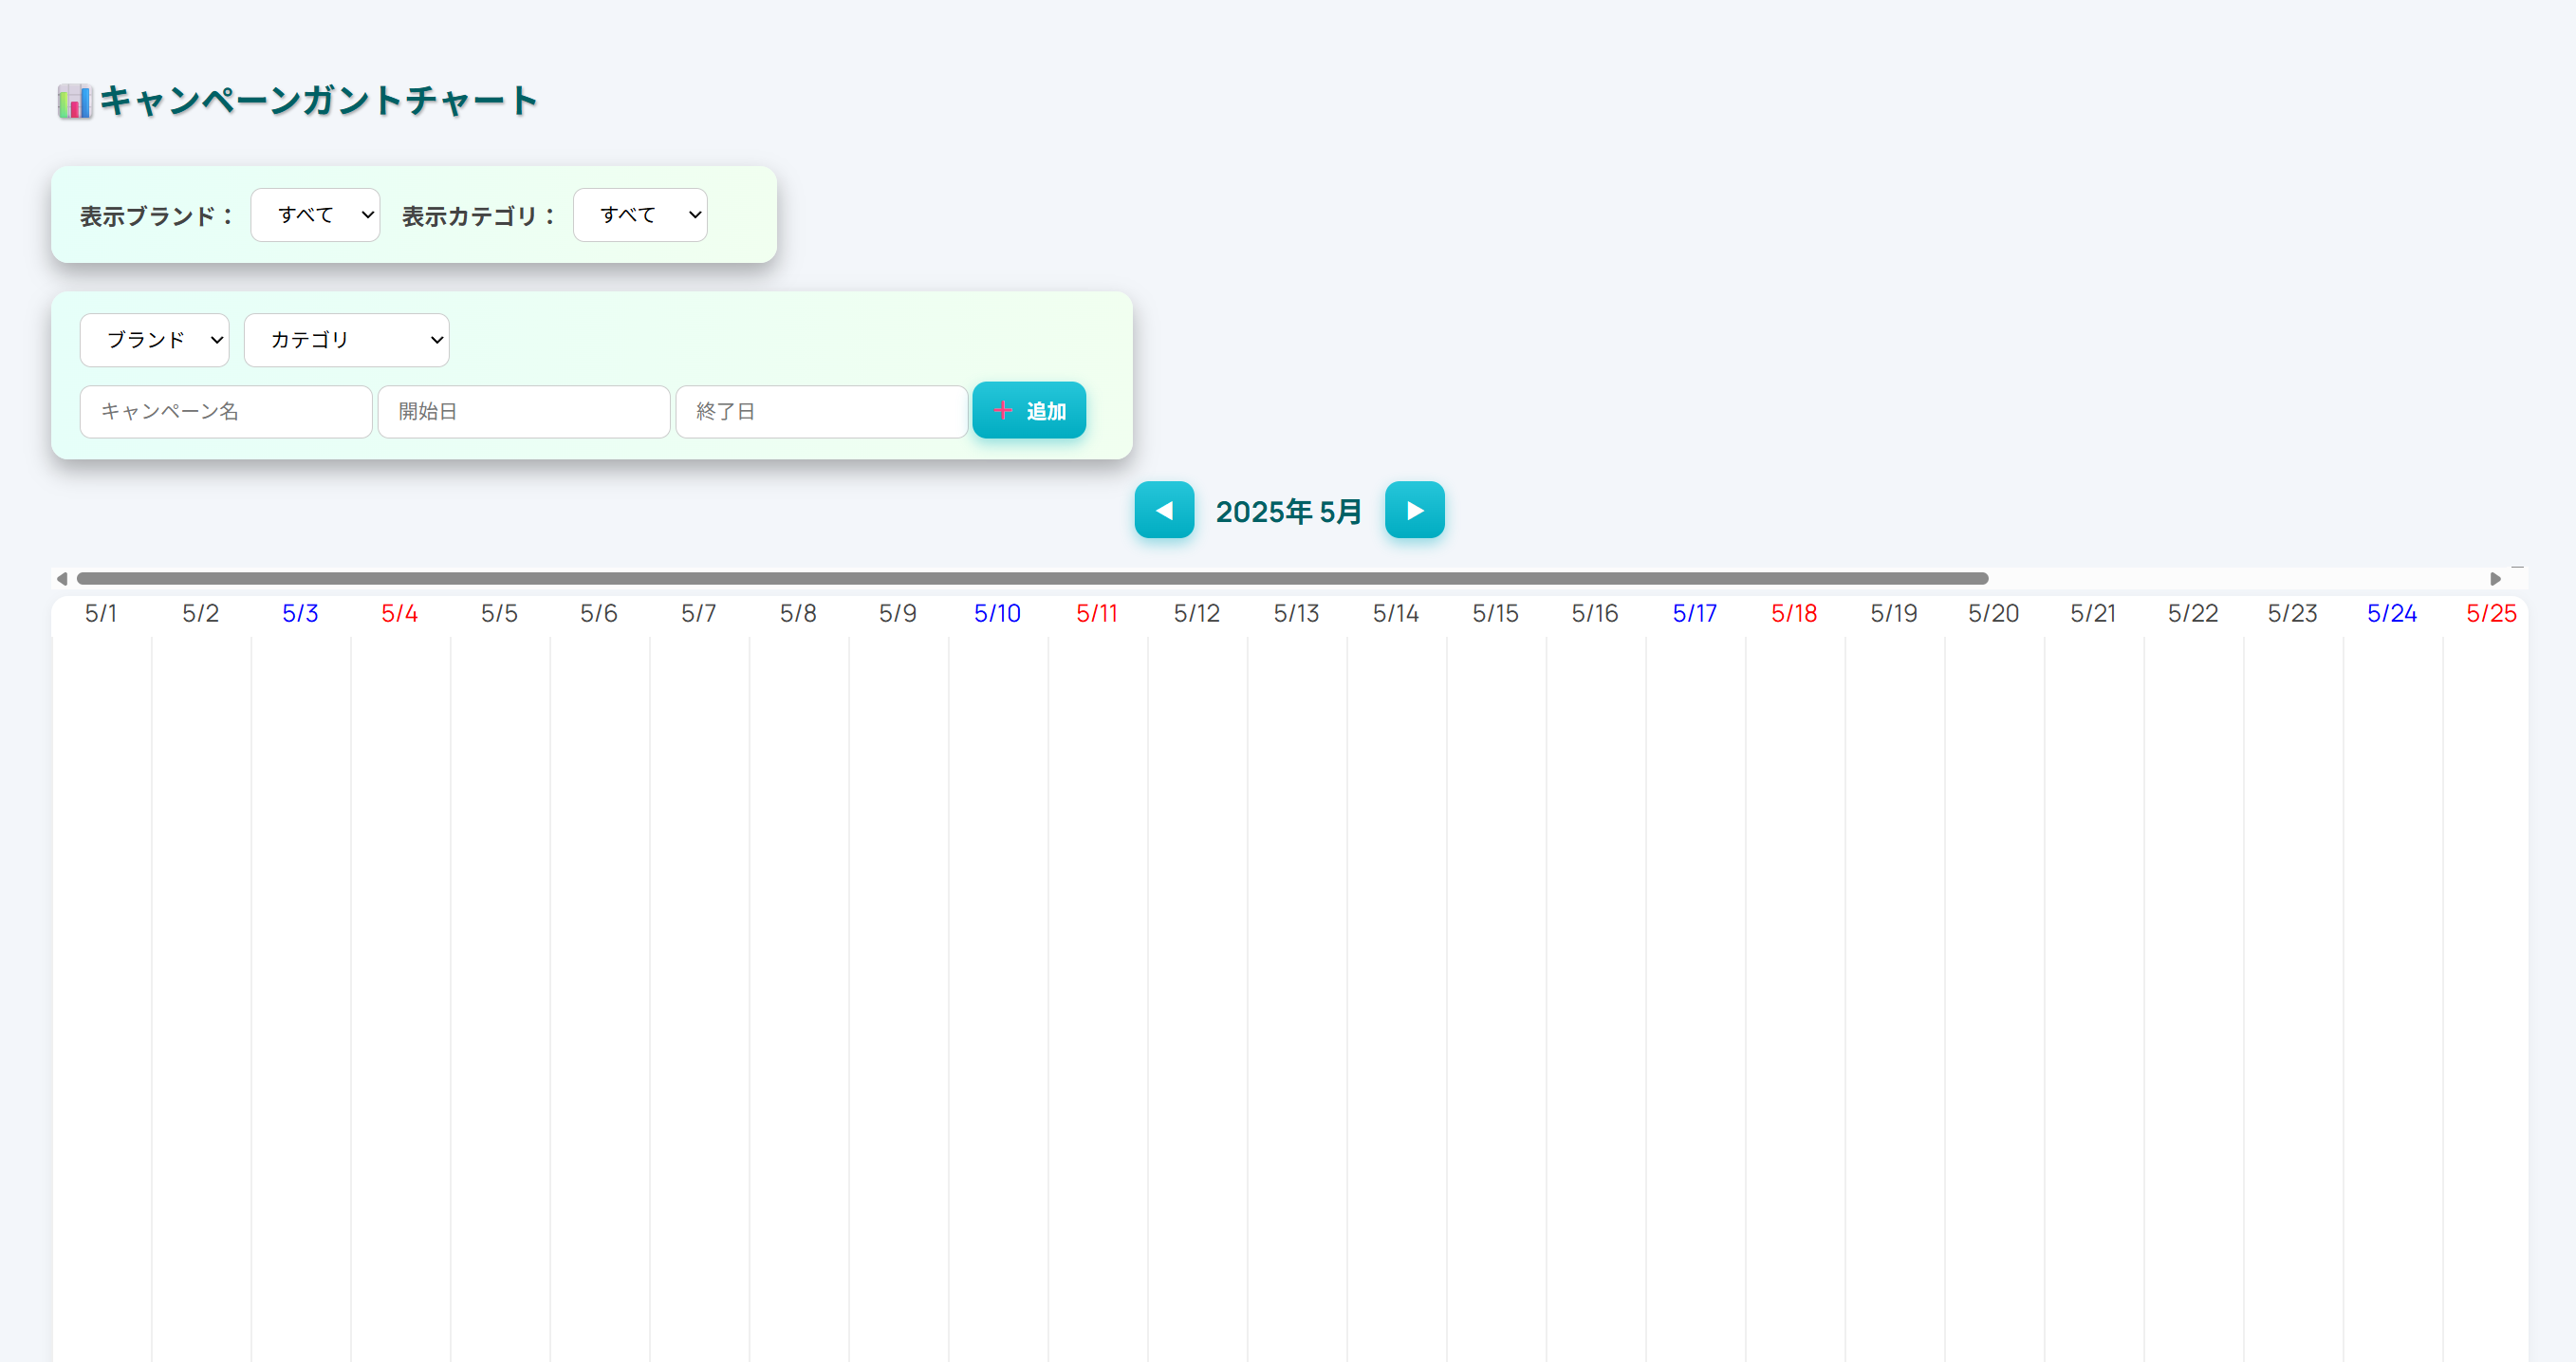 📊キャンペーンガントチャート
表示ブランド： すべて 表示カテゴリ： すべて
ブランド カテゴリ
キャンペーン名 開始日 終了日 ＋ 追加
◀ 2025年 5月 ▶
5/1 5/2 5/3 5/4 5/5 5/6 5/7 5/8 5/9 5/10 5/11 5/12 5/13 5/14 5/15 5/16 5/17 5/18 5/19 5/20 5/21 5/22 5/23 5/24 5/25